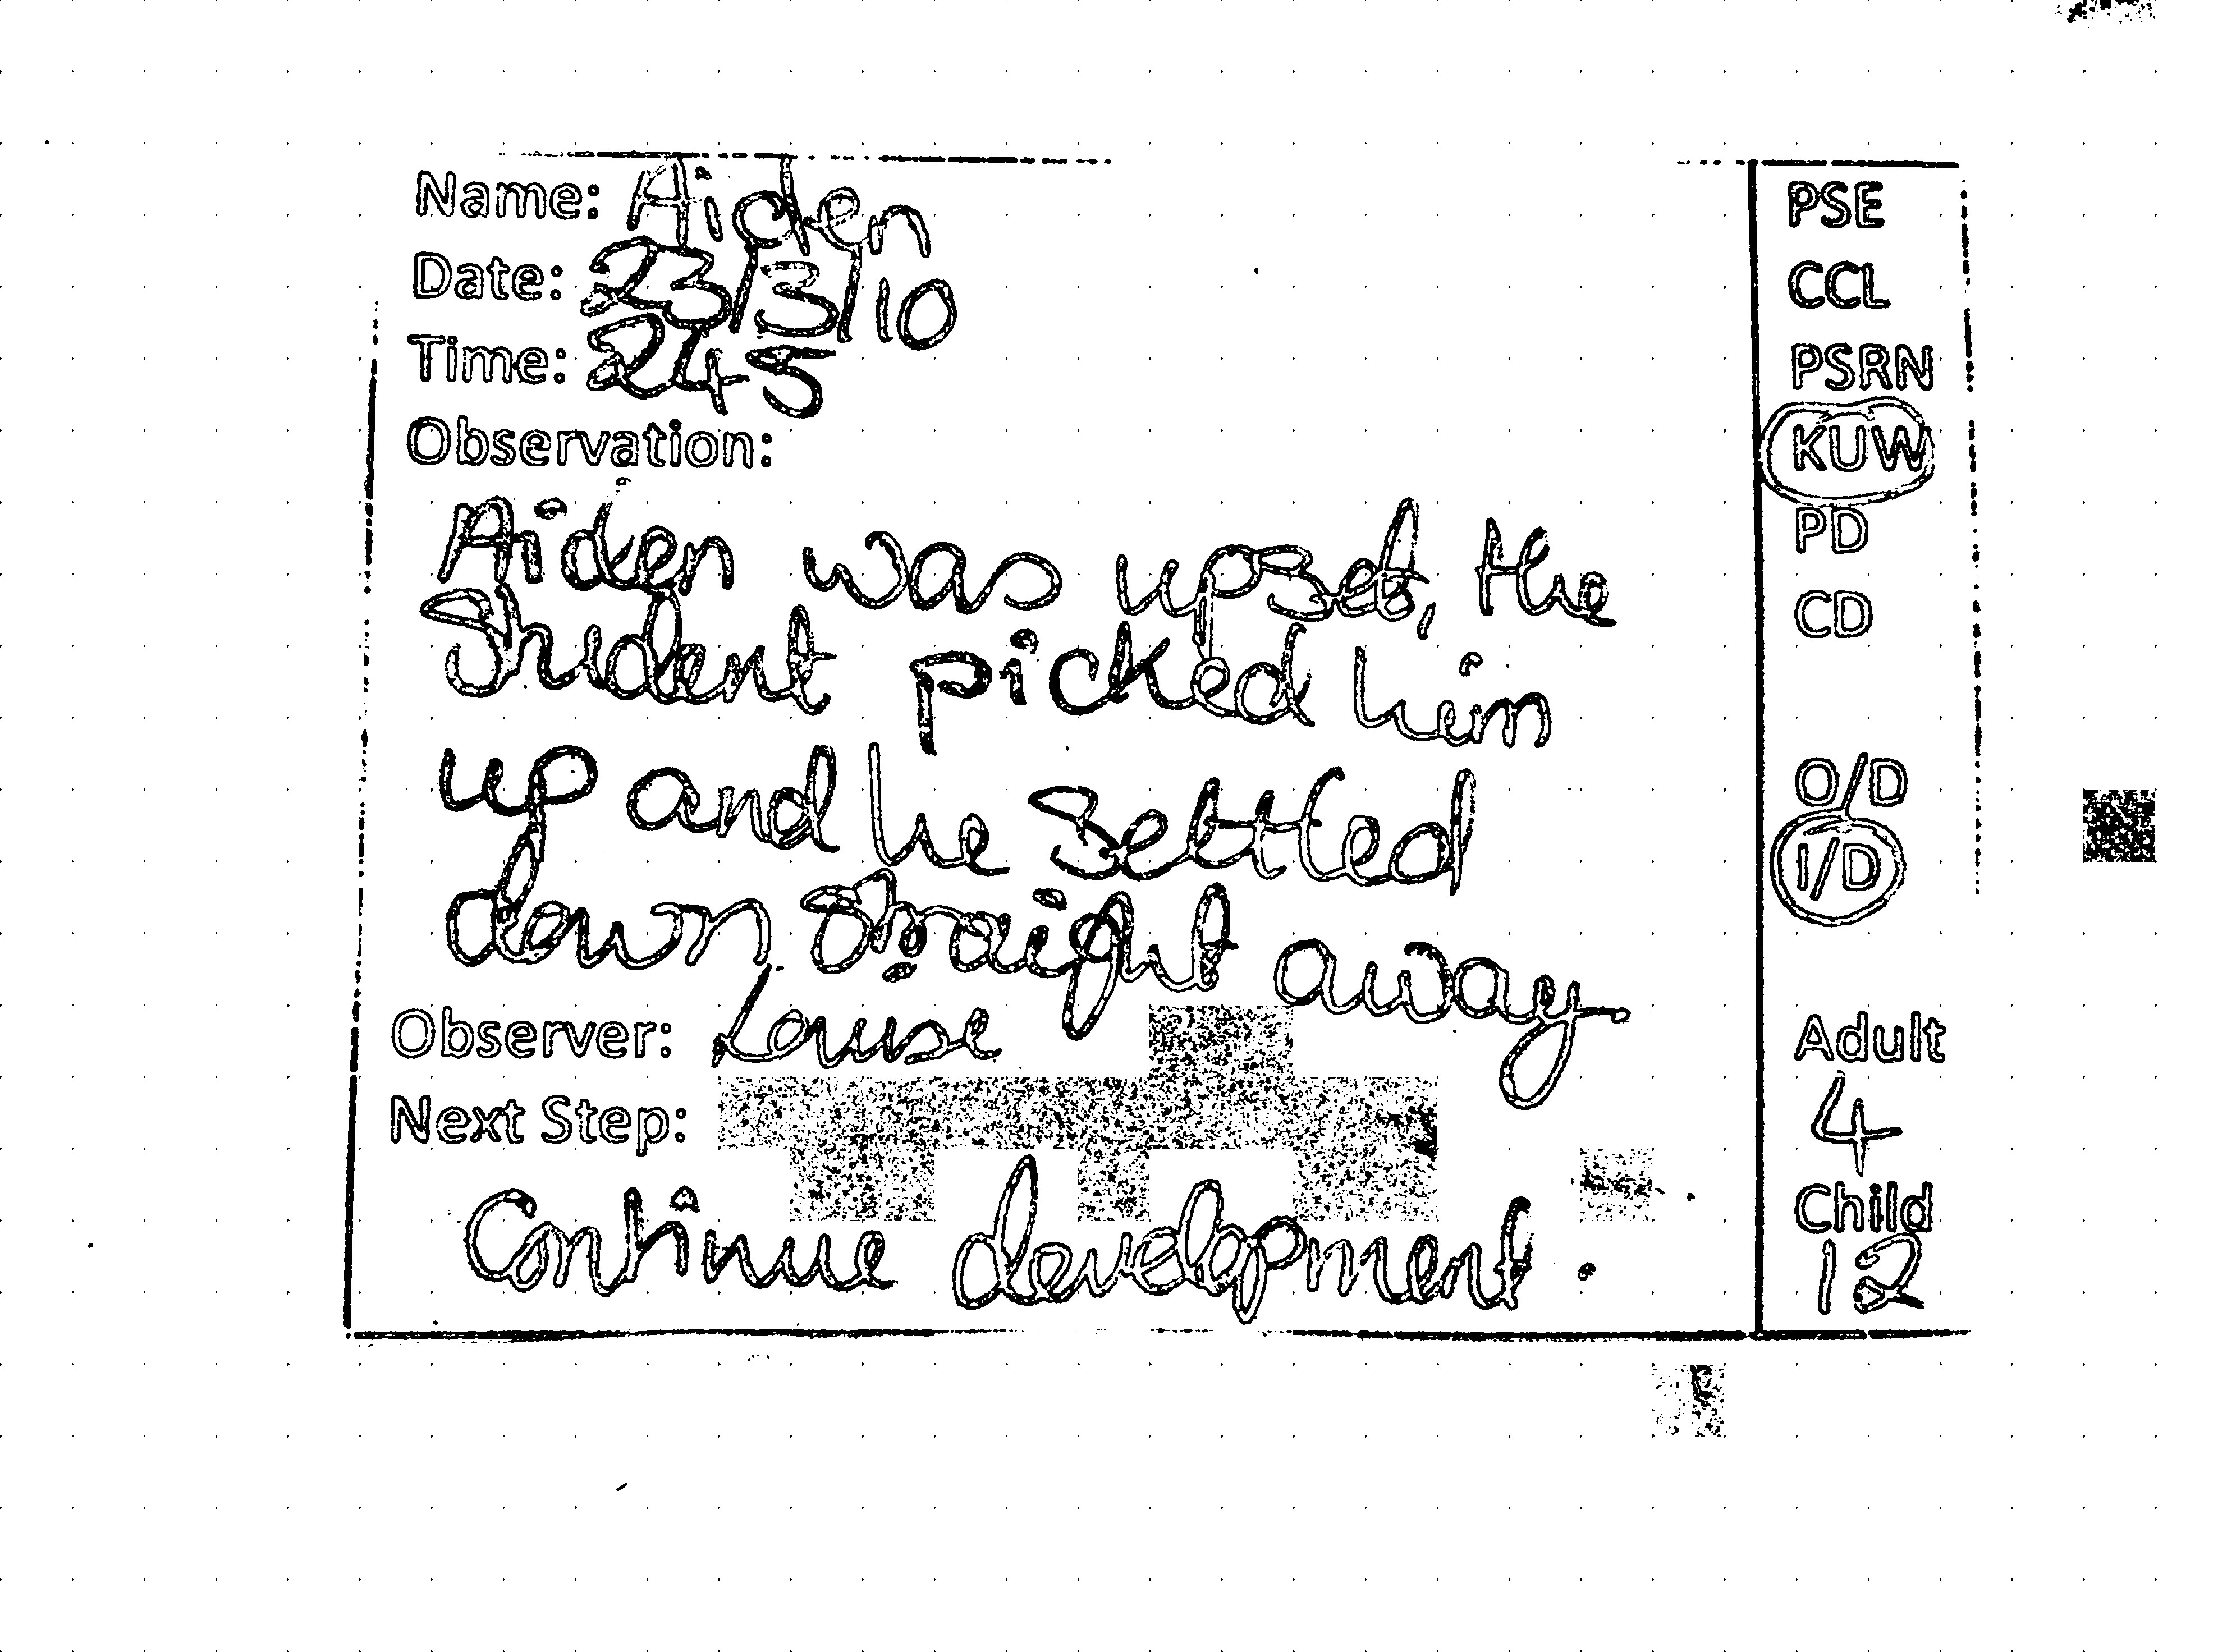 Name: Aiden
Date: 23/3/10
Time: 245
Observation:
Aiden was upset, the
Student picked him
up and he settled
down straight away
Observer: Louise
Next Step:
Continue development.
PSE
CCL
PSRN
KUW
PD
CD
O/D
I/D
Adult
4
Child
12